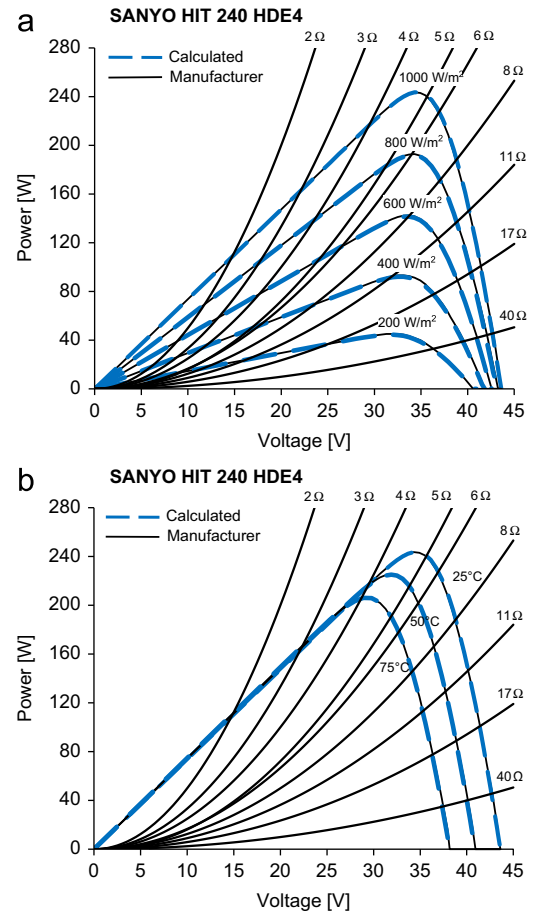 a
SANYO HIT 240 HDE4
2 Ω 3 Ω 4 Ω 5 Ω 6 Ω
280
Calculated
Manufacturer
8 Ω
1000 W/m²
240
200
800 W/m²
11 Ω
160
600 W/m²
17 Ω
120
400 W/m²
80
40 Ω
200 W/m²
40
0
Power [W]
0 5 10 15 20 25 30 35 40 45
Voltage [V]
b
SANYO HIT 240 HDE4
2 Ω 3 Ω 4 Ω 5 Ω 6 Ω
280
Calculated
Manufacturer
8 Ω
240
25°C
200
50°C
11 Ω
160
75°C
17 Ω
120
80
40 Ω
40
0
Power [W]
0 5 10 15 20 25 30 35 40 45
Voltage [V]